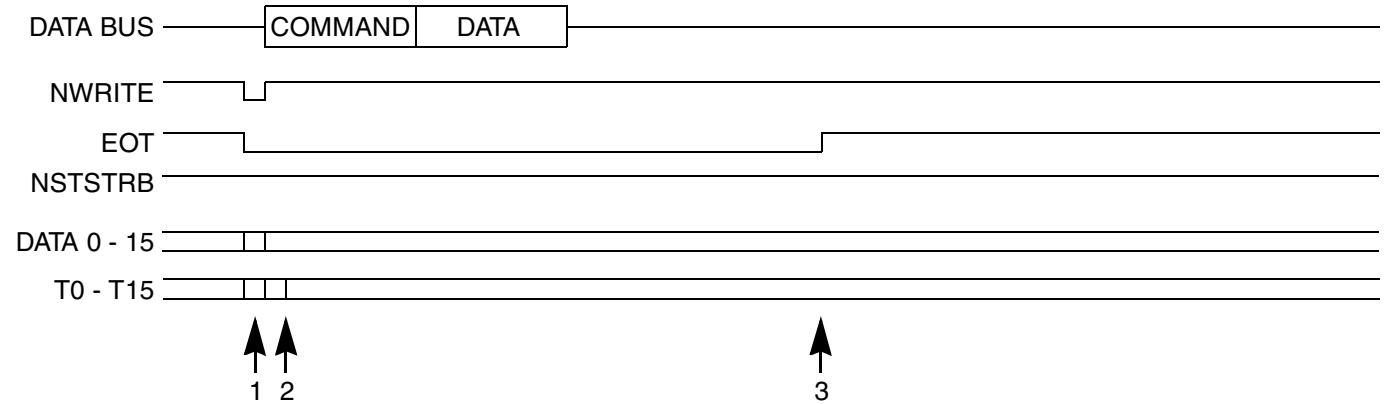 DATA BUS COMMAND DATA
NWRITE
EOT
NSTSTRB
DATA 0 - 15
T0 - T15
1 2 3